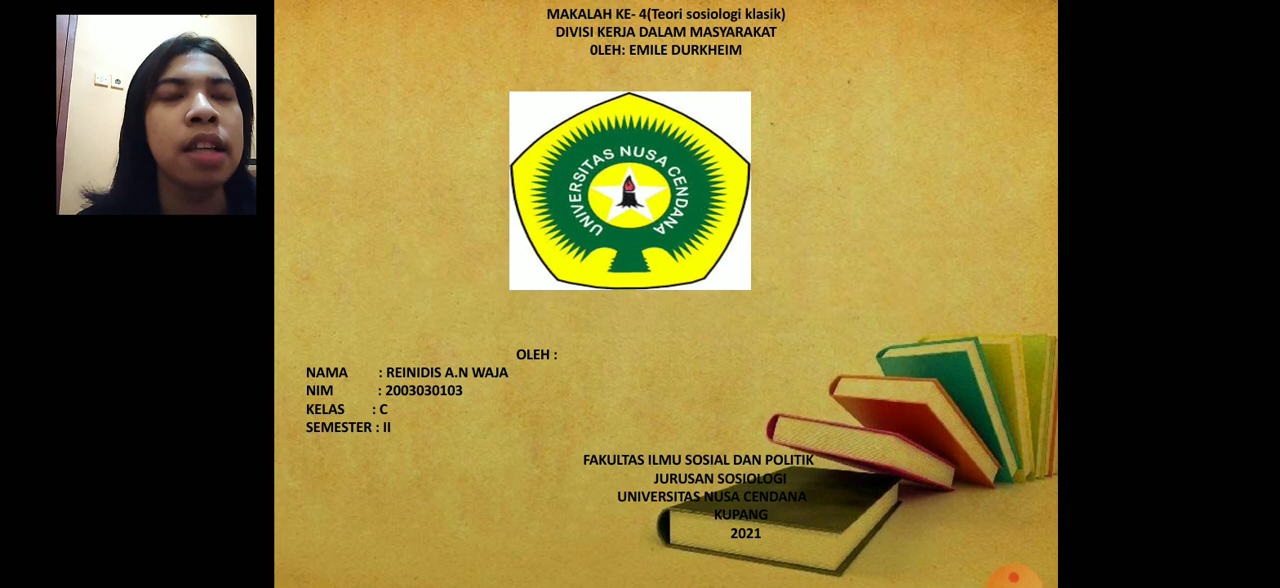 MAKALAH KE- 4(Teori sosiologi klasik)
DIVISI KERJA DALAM MASYARAKAT
0LEH: EMILE DURKHEIM
UNIVERSITAS NUSA CENDANA
OLEH :
NAMA : REINIDIS A.N WAJA
NIM : 2003030103
KELAS : C
SEMESTER : II
FAKULTAS ILMU SOSIAL DAN POLITIK
JURUSAN SOSIOLOGI
UNIVERSITAS NUSA CENDANA
KUPANG
2021